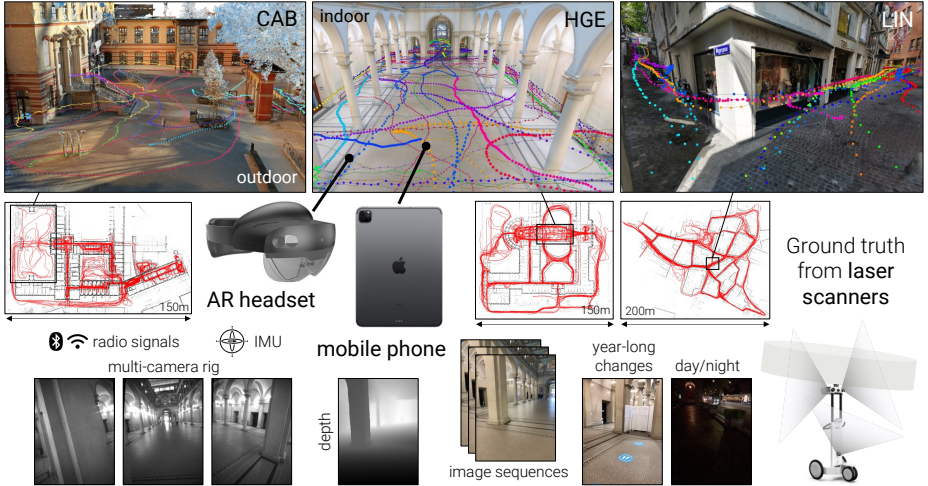 CAB
outdoor
indoor
HGE
LIN
150m
AR headset
150m
200m
Ground truth
from laser
scanners
radio signals
IMU
mobile phone
multi-camera rig
depth
image sequences
year-long
changes
day/night